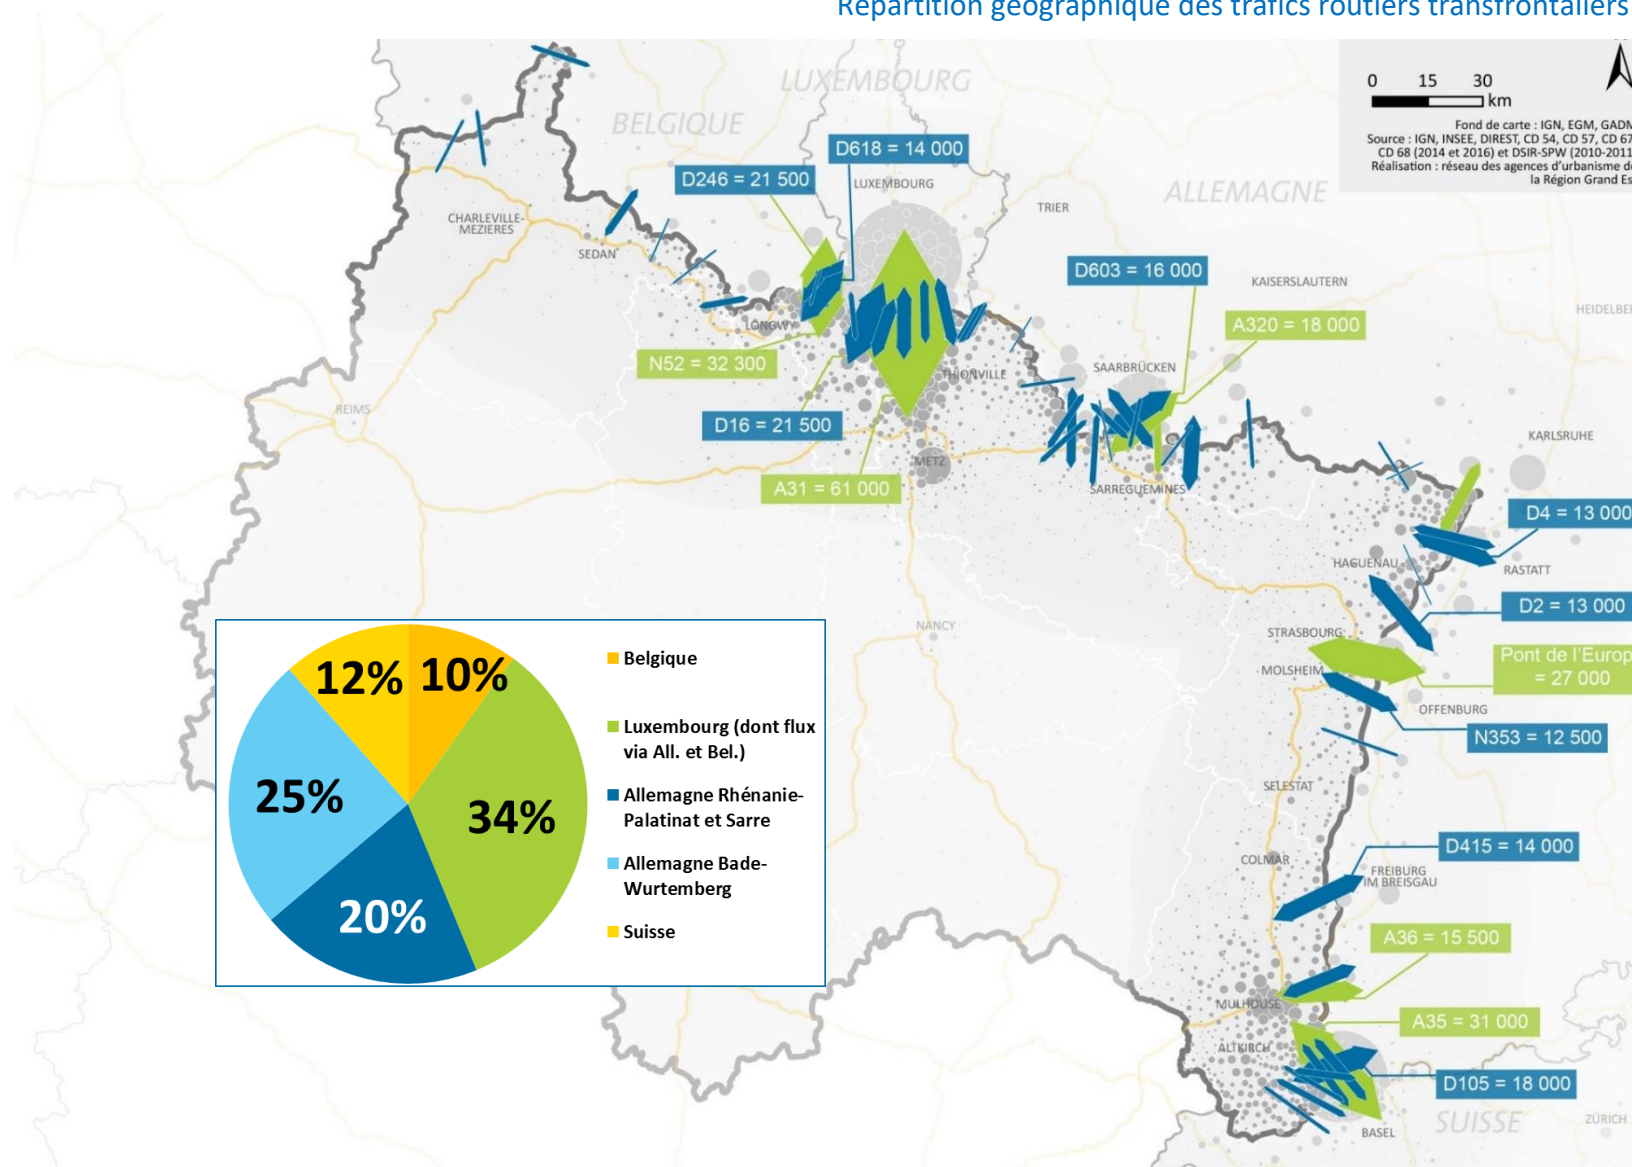 Répartition géographique des trafics routiers transfrontaliers
0 15 30
km
Fond de carte : IGN, EGM, GADM
Source : IGN, INSEE, DIREST, CD 54, CD 57, CD 67
CD 68 (2014 et 2016) et DSIR-SPW (2010-2011
Réalisation : réseau des agences d'urbanisme de
la Région Grand Es
LUXEMBOURG
BELGIQUE
ALLEMAGNE
D618 = 14 000
D246 = 21 500
LUXEMBOURG
TRIER
CHARLEVILLE-
MEZIERES
SEDAN
D603 = 16 000
KAISERSLAUTERN
HEIDELBER
A320 = 18 000
LONGWY
N52 = 32 300
THIONVILLE
SAARBRÜCKEN
REIMS
D16 = 21 500
KARLSRUHE
METZ
A31 = 61 000
SARREGUEMINES
D4 = 13 000
HAGUENAU
RASTATT
D2 = 13 000
NANCY
STRASBOURG
MOLSHEIM
Pont de l'Europ
= 27 000
OFFENBURG
N353 = 12 500
SELESTAT
COLMAR
D415 = 14 000
FREIBURG
IM BREISGAU
A36 = 15 500
MULHOUSE
A35 = 31 000
ALTKIRCH
D105 = 18 000
SUISSE
ZÜRICH
BASEL
12%
10%
25%
34%
20%
Belgique
Luxembourg (dont flux
via All. et Bel.)
Allemagne Rhénanie-
Palatinat et Sarre
Allemagne Bade-
Wurtemberg
Suisse